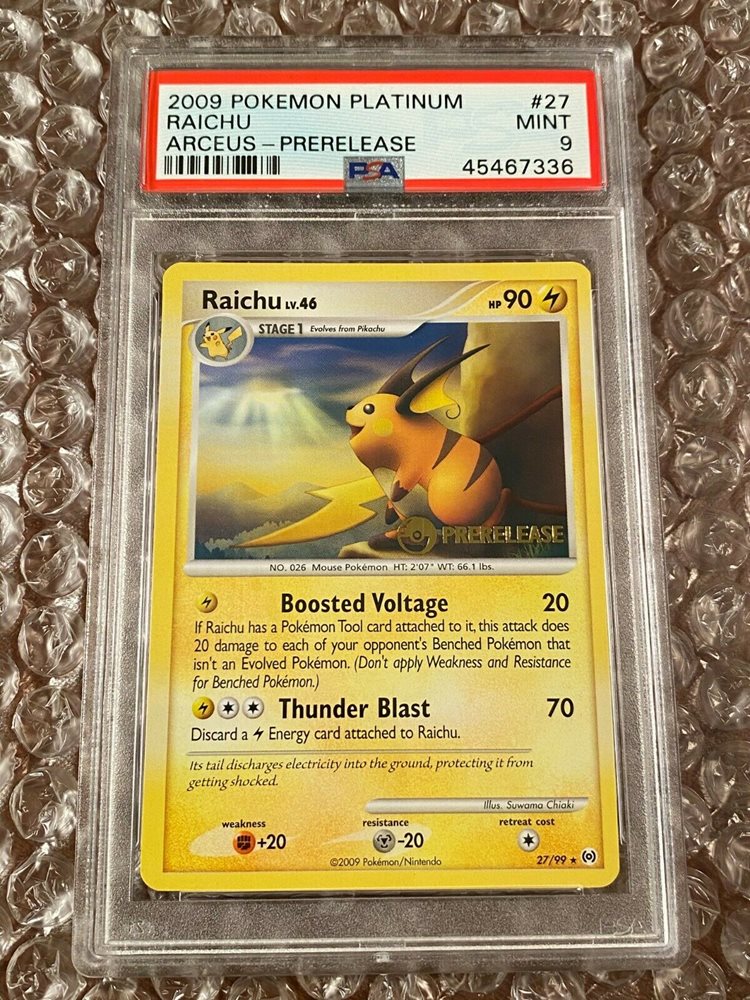 2009 POKEMON PLATINUM #27
RAICHU MINT
ARCEUS - PRERELEASE 9
PSA 45467336
Raichu LV.46 HP 90
STAGE 1 Evolves from Pikachu
PRERELEASE
NO. 026 Mouse Pokémon HT: 2'07" WT: 66.1 lbs.
Boosted Voltage 20
If Raichu has a Pokémon Tool card attached to it, this attack does
20 damage to each of your opponent's Benched Pokémon that
isn't an Evolved Pokémon. (Don't apply Weakness and Resistance
for Benched Pokémon.)
Thunder Blast 70
Discard a Energy card attached to Raichu.
Its tail discharges electricity into the ground, protecting it from
getting shocked.
Illus. Suwama Chiaki
weakness resistance retreat cost
+20 -20
©2009 Pokémon/Nintendo 27/99 ★